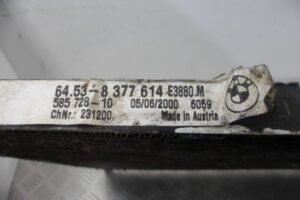 64.53-8 377 614 E3880.M
585 728-10 05/06/2000 6059
ChNr.: 231200 Made in Austria